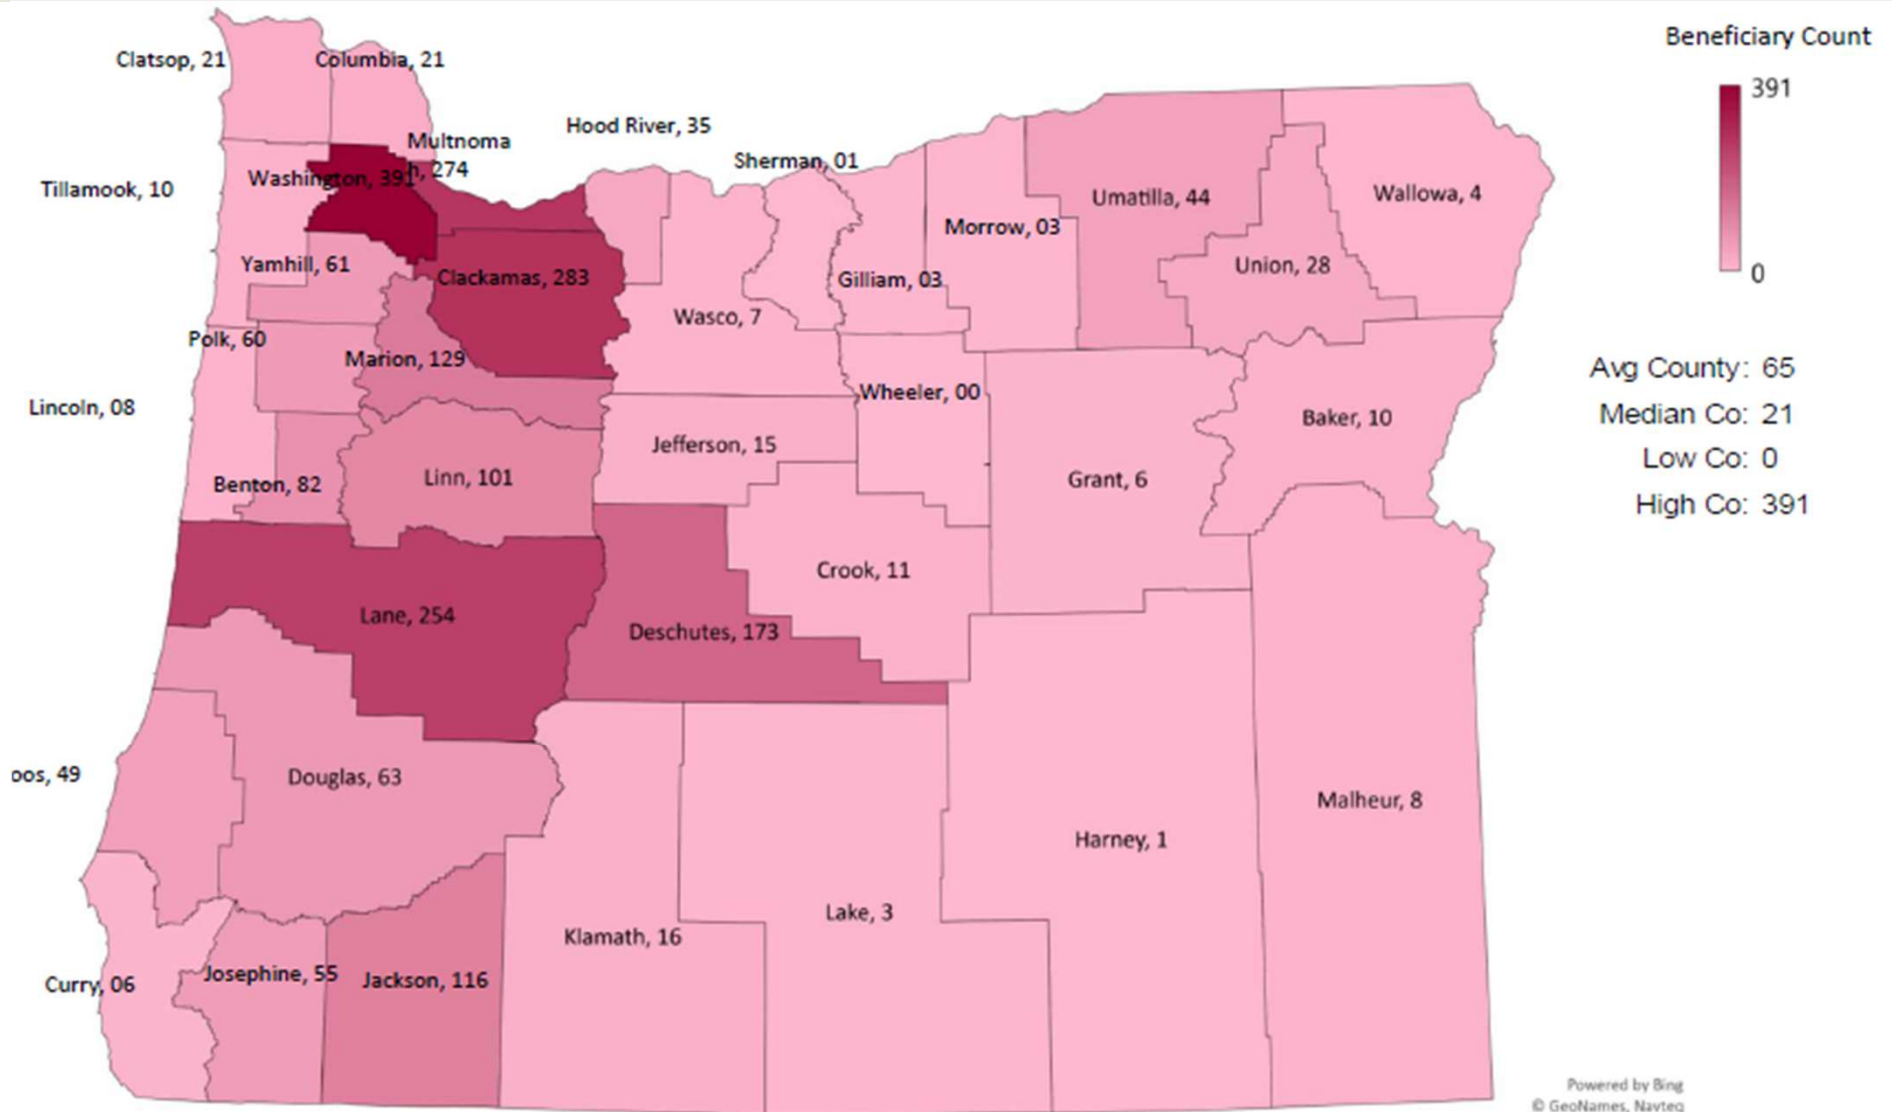 Beneficiary Count
391
0
Avg County: 65
Median Co: 21
Low Co: 0
High Co: 391
Clatsop, 21
Columbia, 21
Multnoma
h, 274
Hood River, 35
Sherman, 01
Tillamook, 10
Washington, 391
Umatilla, 44
Wallowa, 4
Morrow, 03
Yamhill, 61
Clackamas, 283
Gilliam, 03
Union, 28
Wasco, 7
Polk, 60
Marion, 129
Wheeler, 00
Lincoln, 08
Baker, 10
Jefferson, 15
Benton, 82
Linn, 101
Grant, 6
Crook, 11
Lane, 254
Deschutes, 173
oos, 49
Douglas, 63
Malheur, 8
Harney, 1
Lake, 3
Klamath, 16
Curry, 06
Josephine, 55
Jackson, 116
Powered by Bing
© GeoNames, Navteq